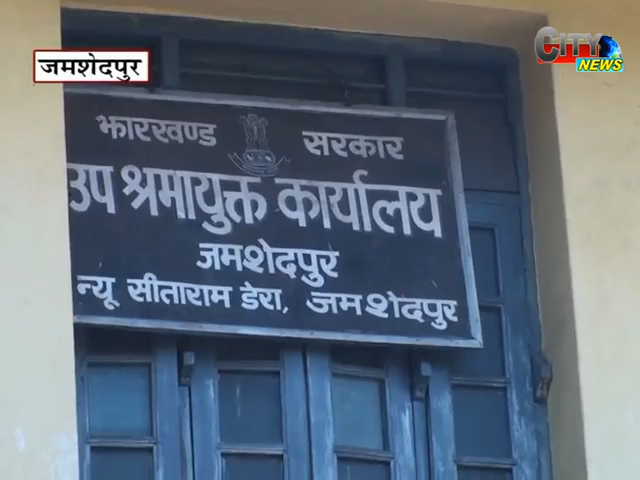 जमशेदपुर
CITY NEWS
झारखण्ड सरकार
उप श्रमायुक्त कार्यालय
जमशेदपुर
न्यू सीताराम डेरा, जमशेदपुर